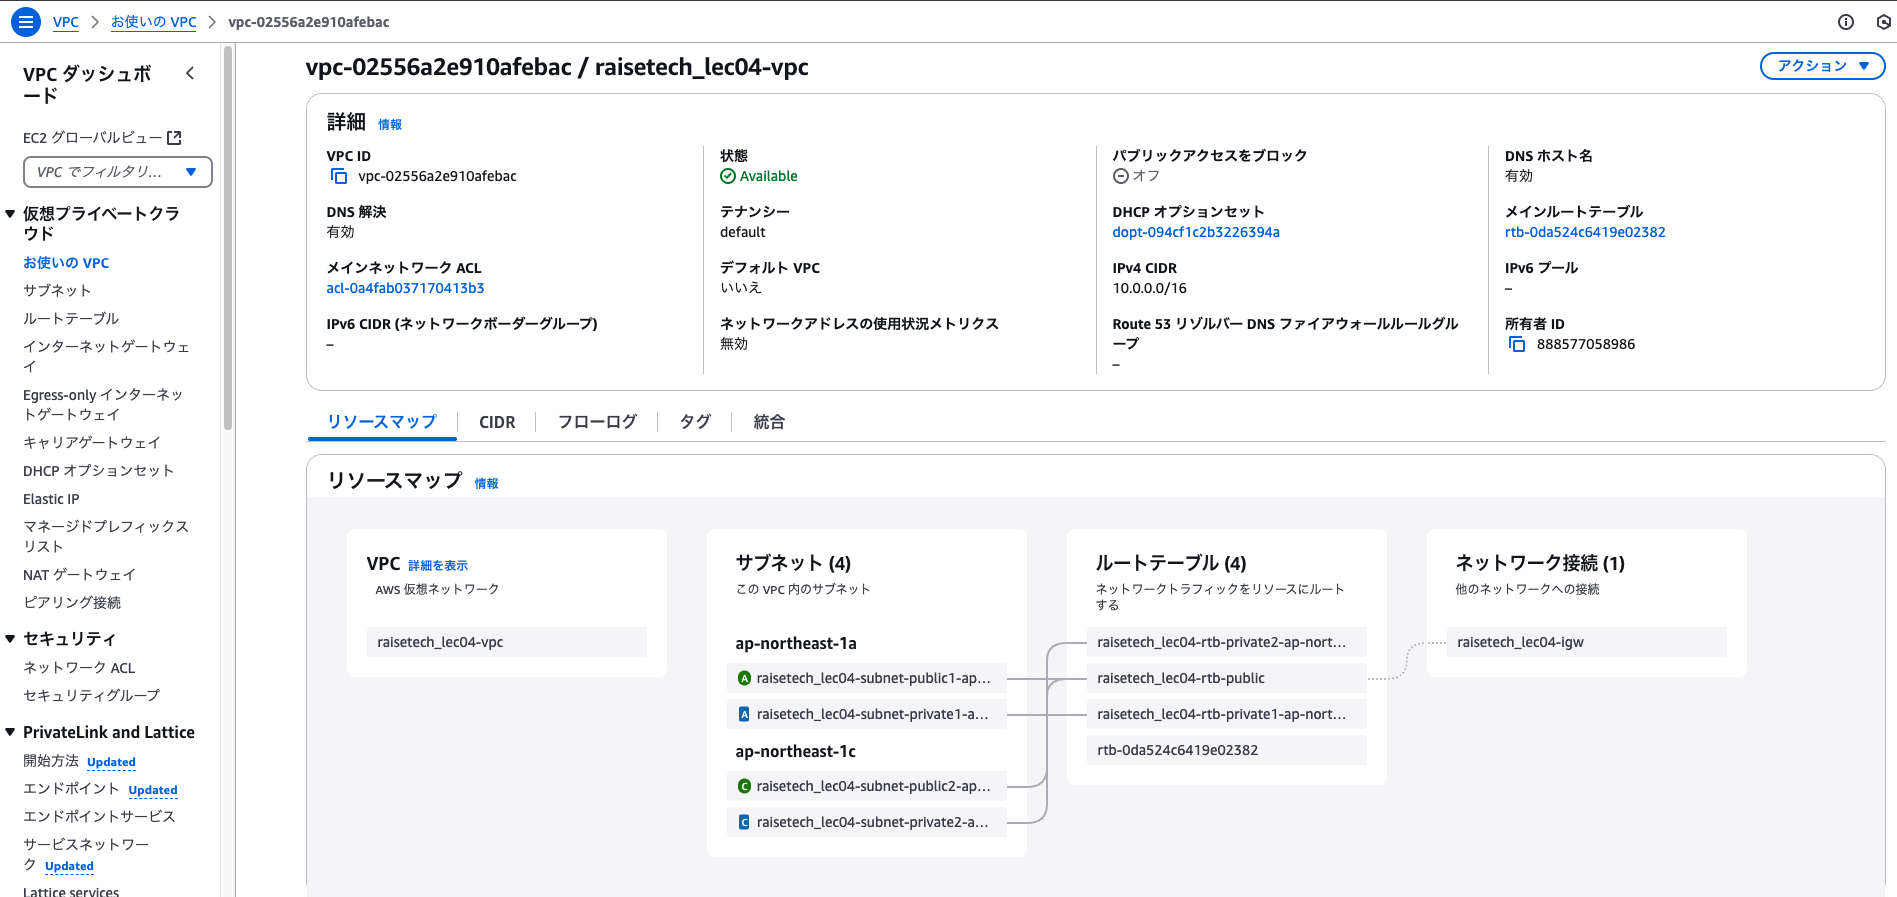 VPC > お使いの VPC > vpc-02556a2e910afebac
VPC ダッシュボ
ード
EC2 グローバルビュー
VPC でフィルタリ...
仮想プライベートクラ
ウド
お使いの VPC
サブネット
ルートテーブル
インターネットゲートウェ
イ
Egress-only インターネッ
トゲートウェイ
キャリアゲートウェイ
DHCP オプションセット
Elastic IP
マネージドプレフィックス
リスト
NAT ゲートウェイ
ピアリング接続
セキュリティ
ネットワーク ACL
セキュリティグループ
PrivateLink and Lattice
開始方法 Updated
エンドポイント Updated
エンドポイントサービス
サービスネットワー
ク Updated
Lattice services
vpc-02556a2e910afebac / raisetech_lec04-vpc
アクション
詳細 情報
VPC ID
vpc-02556a2e910afebac
状態
Available
パブリックアクセスをブロック
オフ
DNS ホスト名
有効
DNS 解決
有効
テナンシー
default
DHCP オプションセット
dopt-094cf1c2b3226394a
メインルートテーブル
rtb-0da524c6419e02382
メインネットワーク ACL
acl-0a4fab037170413b3
デフォルト VPC
いいえ
IPv4 CIDR
10.0.0.0/16
IPv6 プール
–
IPv6 CIDR (ネットワークボーダーグループ)
–
ネットワークアドレスの使用状況メトリクス
無効
Route 53 リゾルバー DNS ファイアウォールルールグル
ープ
–
所有者 ID
888577058986
リソースマップ
CIDR
フローログ
タグ
統合
リソースマップ 情報
VPC 詳細を表示
AWS 仮想ネットワーク
raisetech_lec04-vpc
サブネット (4)
この VPC 内のサブネット
ap-northeast-1a
A raisetech_lec04-subnet-public1-ap...
A raisetech_lec04-subnet-private1-a...
ap-northeast-1c
C raisetech_lec04-subnet-public2-ap...
C raisetech_lec04-subnet-private2-a...
ルートテーブル (4)
ネットワークトラフィックをリソースにルート
する
raisetech_lec04-rtb-private2-ap-nort...
raisetech_lec04-rtb-public
raisetech_lec04-rtb-private1-ap-nort...
rtb-0da524c6419e02382
ネットワーク接続 (1)
他のネットワークへの接続
raisetech_lec04-igw